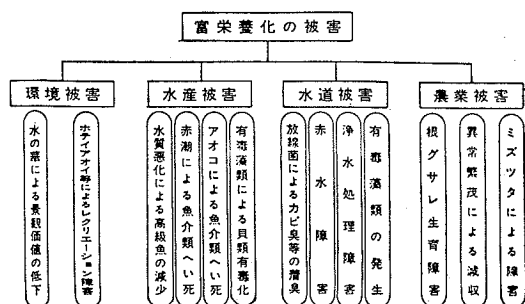 富栄養化の被害
環境被害
水産被害
水道被害
農業被害
水の華による景観価値の低下
ホテイアオイ等によるレクリエーション障害
水質悪化による高級魚の減少
赤潮による魚介類へい死
アオコによる魚介類へい死
有毒藻類による貝類有毒化
放線菌によるカビ臭等の着臭
赤水障害
浄水処理障害
有毒藻類の発生
根グサレ生育障害
異常繁茂による減収
ミズツタによる障害